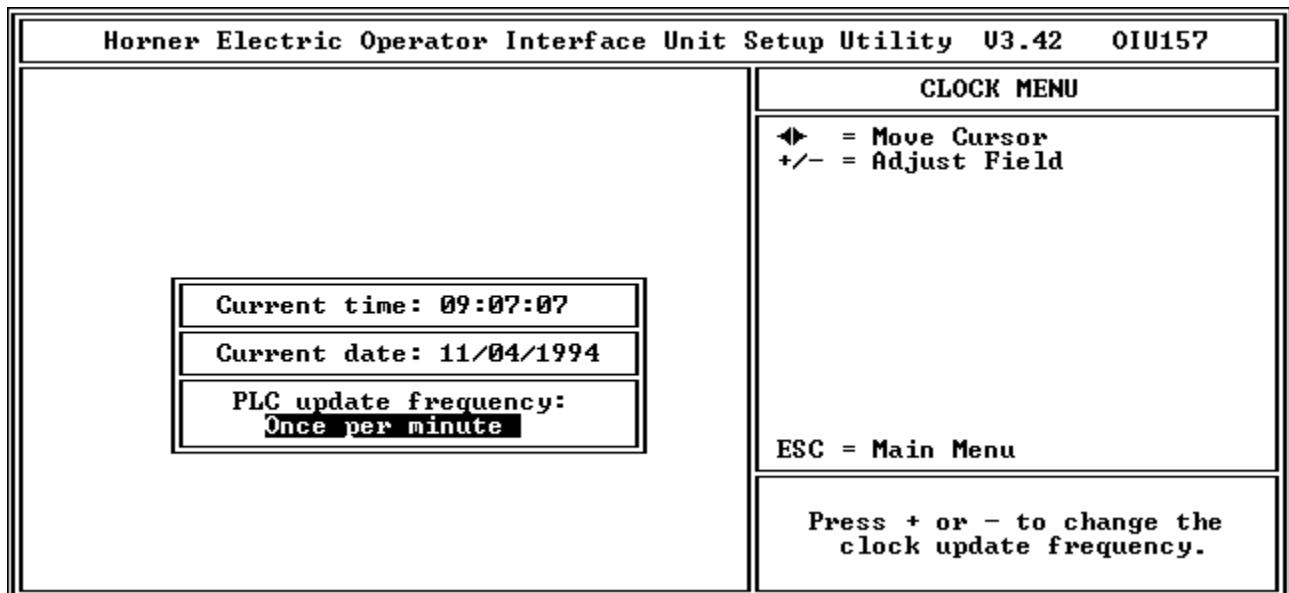 Horner Electric Operator Interface Unit Setup Utility V3.42 OIU157
Current time: 09:07:07
Current date: 11/04/1994
PLC update frequency:
Once per minute
CLOCK MENU
◄► = Move Cursor
+/- = Adjust Field
ESC = Main Menu
Press + or - to change the
clock update frequency.